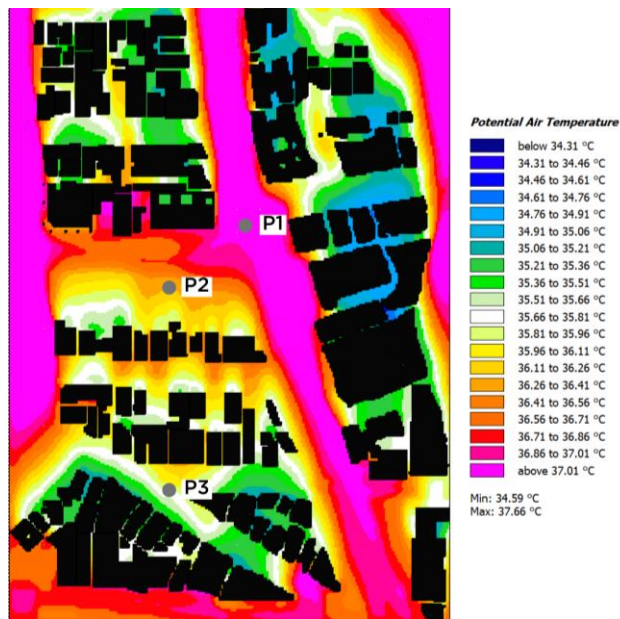 P1
P2
P3
Potential Air Temperature
below 34.31 °C
34.31 to 34.46 °C
34.46 to 34.61 °C
34.61 to 34.76 °C
34.76 to 34.91 °C
34.91 to 35.06 °C
35.06 to 35.21 °C
35.21 to 35.36 °C
35.36 to 35.51 °C
35.51 to 35.66 °C
35.66 to 35.81 °C
35.81 to 35.96 °C
35.96 to 36.11 °C
36.11 to 36.26 °C
36.26 to 36.41 °C
36.41 to 36.56 °C
36.56 to 36.71 °C
36.71 to 36.86 °C
36.86 to 37.01 °C
above 37.01 °C
Min: 34.59 °C
Max: 37.66 °C